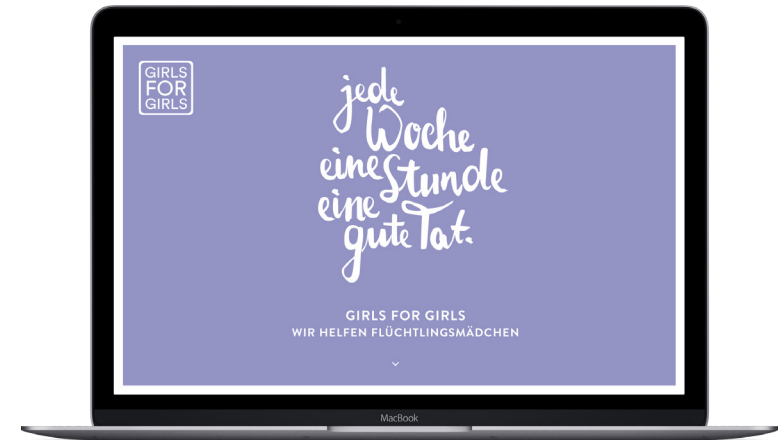 GIRLS
FOR
GIRLS
jede
Woche
eine Stunde
eine
gute Tat.
GIRLS FOR GIRLS
WIR HELFEN FLÜCHTLINGSMÄDCHEN
MacBook